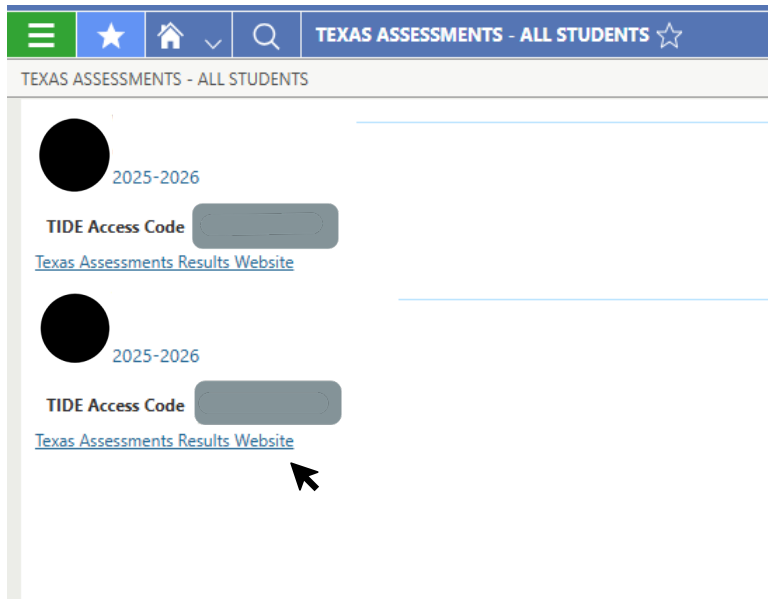 TEXAS ASSESSMENTS - ALL STUDENTS
TEXAS ASSESSMENTS - ALL STUDENTS
2025-2026
TIDE Access Code
Texas Assessments Results Website
2025-2026
TIDE Access Code
Texas Assessments Results Website